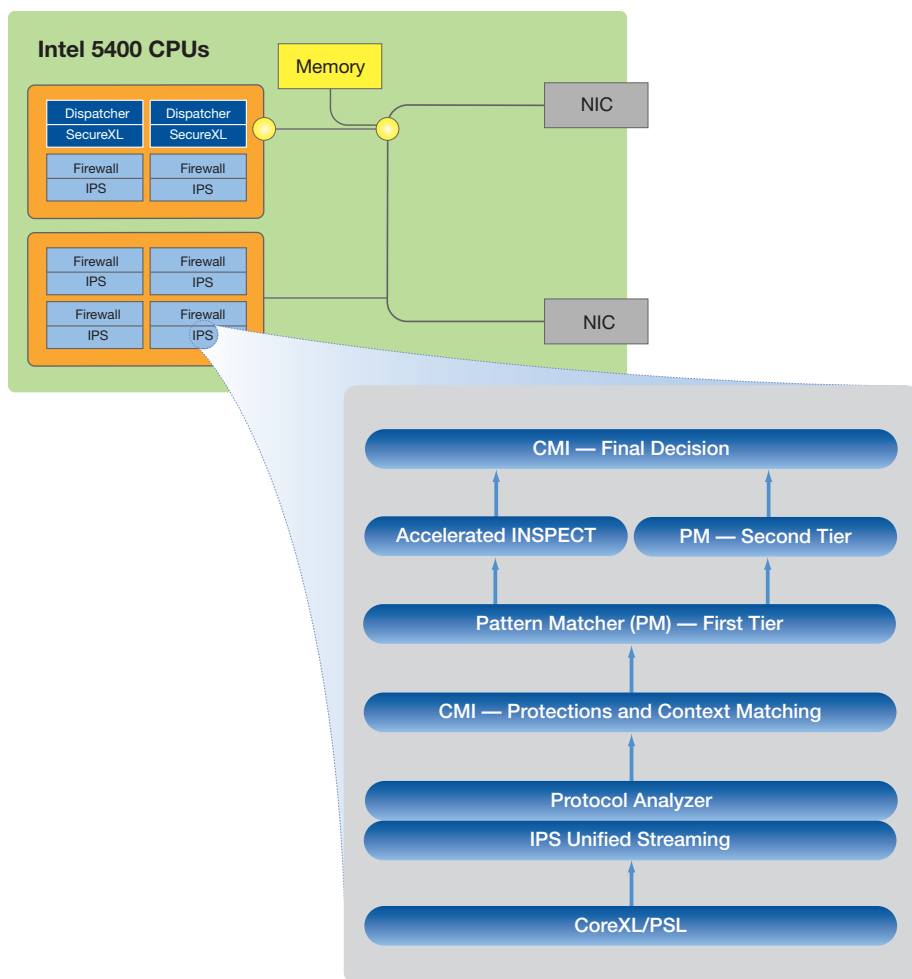 Intel 5400 CPUs
Memory
NIC
Dispatcher
SecureXL
Dispatcher
SecureXL
Firewall
IPS
Firewall
IPS
Firewall
IPS
Firewall
IPS
Firewall
IPS
Firewall
IPS
NIC
CMI — Final Decision
Accelerated INSPECT
PM — Second Tier
Pattern Matcher (PM) — First Tier
CMI — Protections and Context Matching
Protocol Analyzer
IPS Unified Streaming
CoreXL/PSL